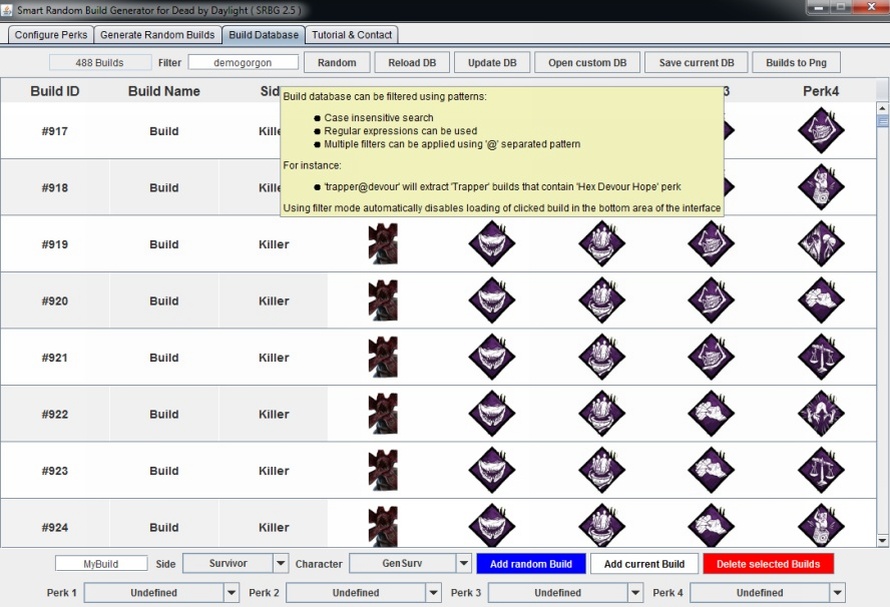 Smart Random Build Generator for Dead by Daylight ( SRBG 2.5 )
Configure Perks Generate Random Builds Build Database Tutorial & Contact
488 Builds Filter demogorgon Random Reload DB Update DB Open custom DB Save current DB Builds to Png
Build ID Build Name Sid 3 Perk4
Build database can be filtered using patterns:
Case insensitive search
#917 Build Kille Regular expressions can be used
Multiple filters can be applied using '@' separated pattern
For instance:
#918 Build Kille 'trapper@devour' will extract 'Trapper' builds that contain 'Hex Devour Hope' perk
Using filter mode automatically disables loading of clicked build in the bottom area of the interface
#919 Build Killer
#920 Build Killer
#921 Build Killer
#922 Build Killer
#923 Build Killer
#924 Build Killer
MyBuild Side Survivor Character GenSurv Add random Build Add current Build Delete selected Builds
Perk 1 Undefined Perk 2 Undefined Perk 3 Undefined Perk 4 Undefined